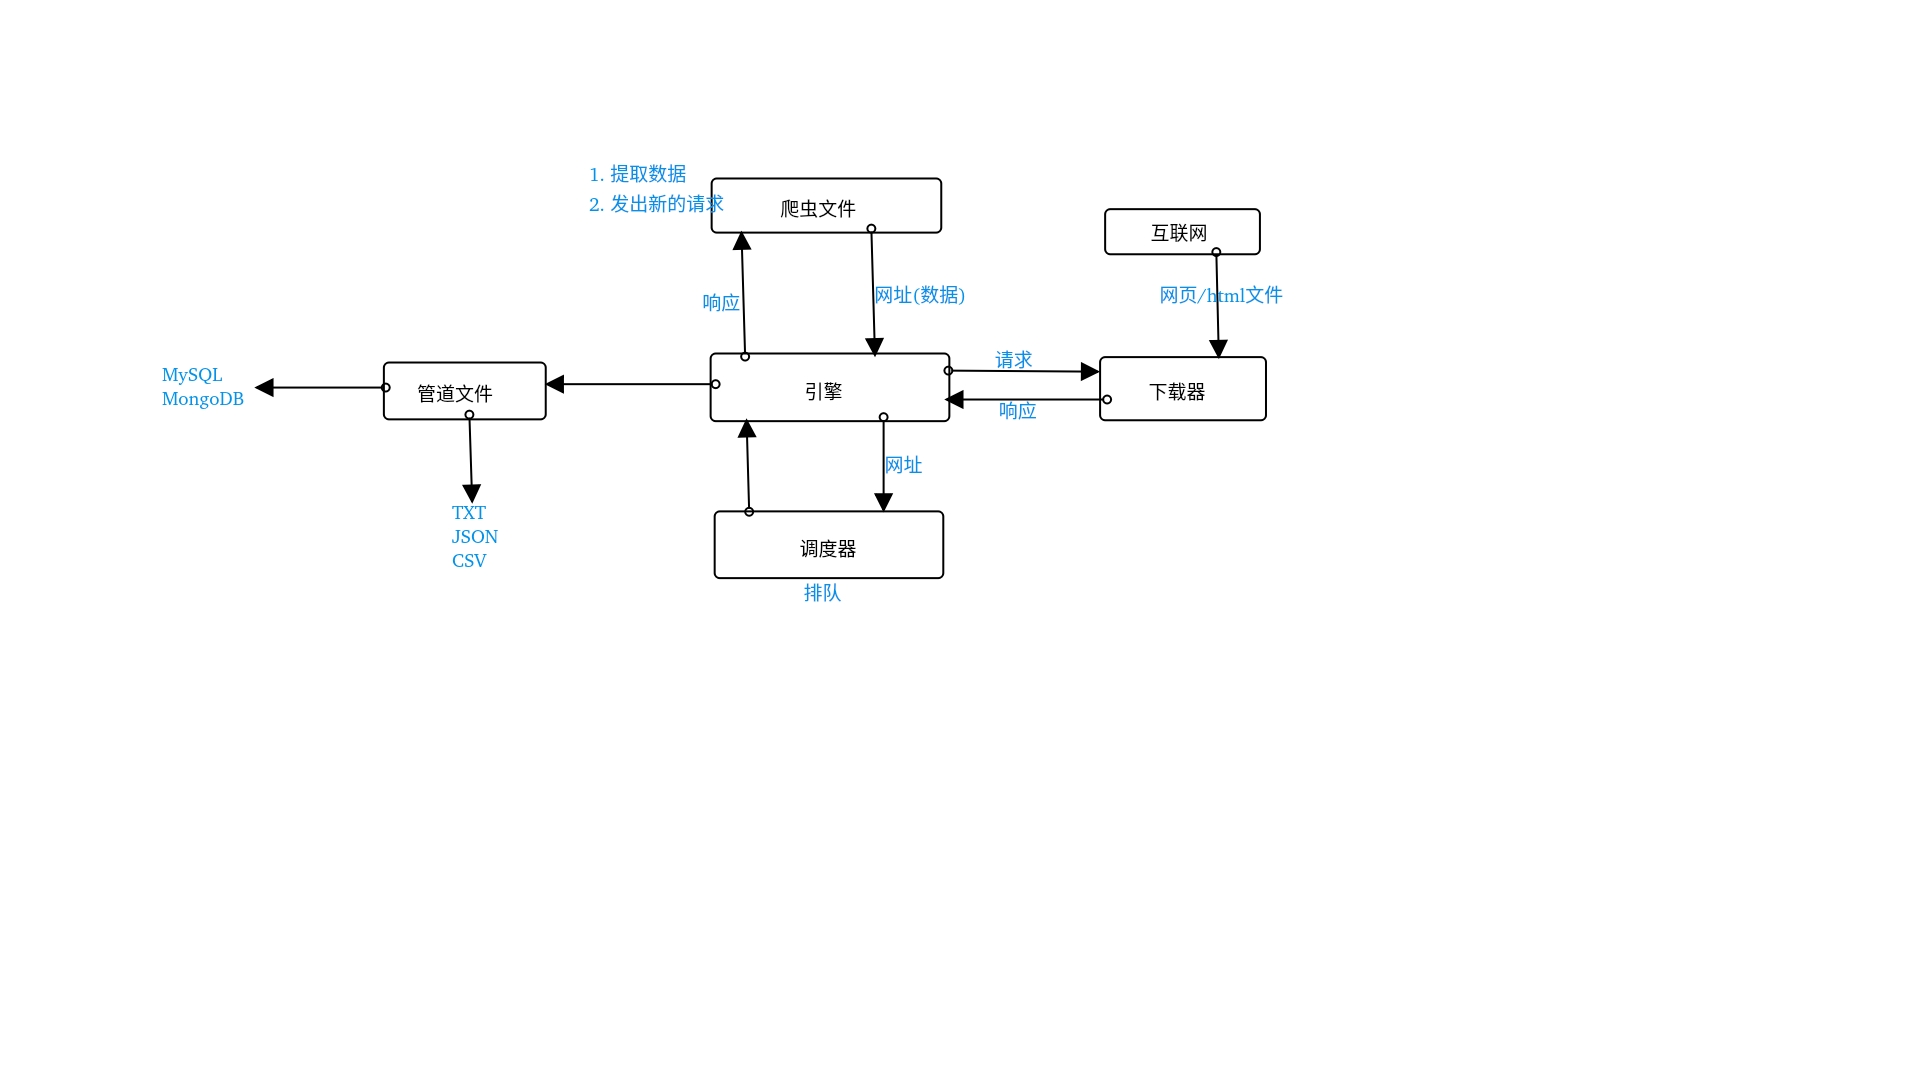 1. 提取数据
2. 发出新的请求
爬虫文件
互联网
响应
网址(数据)
网页/html文件
MySQL
MongoDB
管道文件
引擎
请求
响应
下载器
网址
TXT
JSON
CSV
调度器
排队